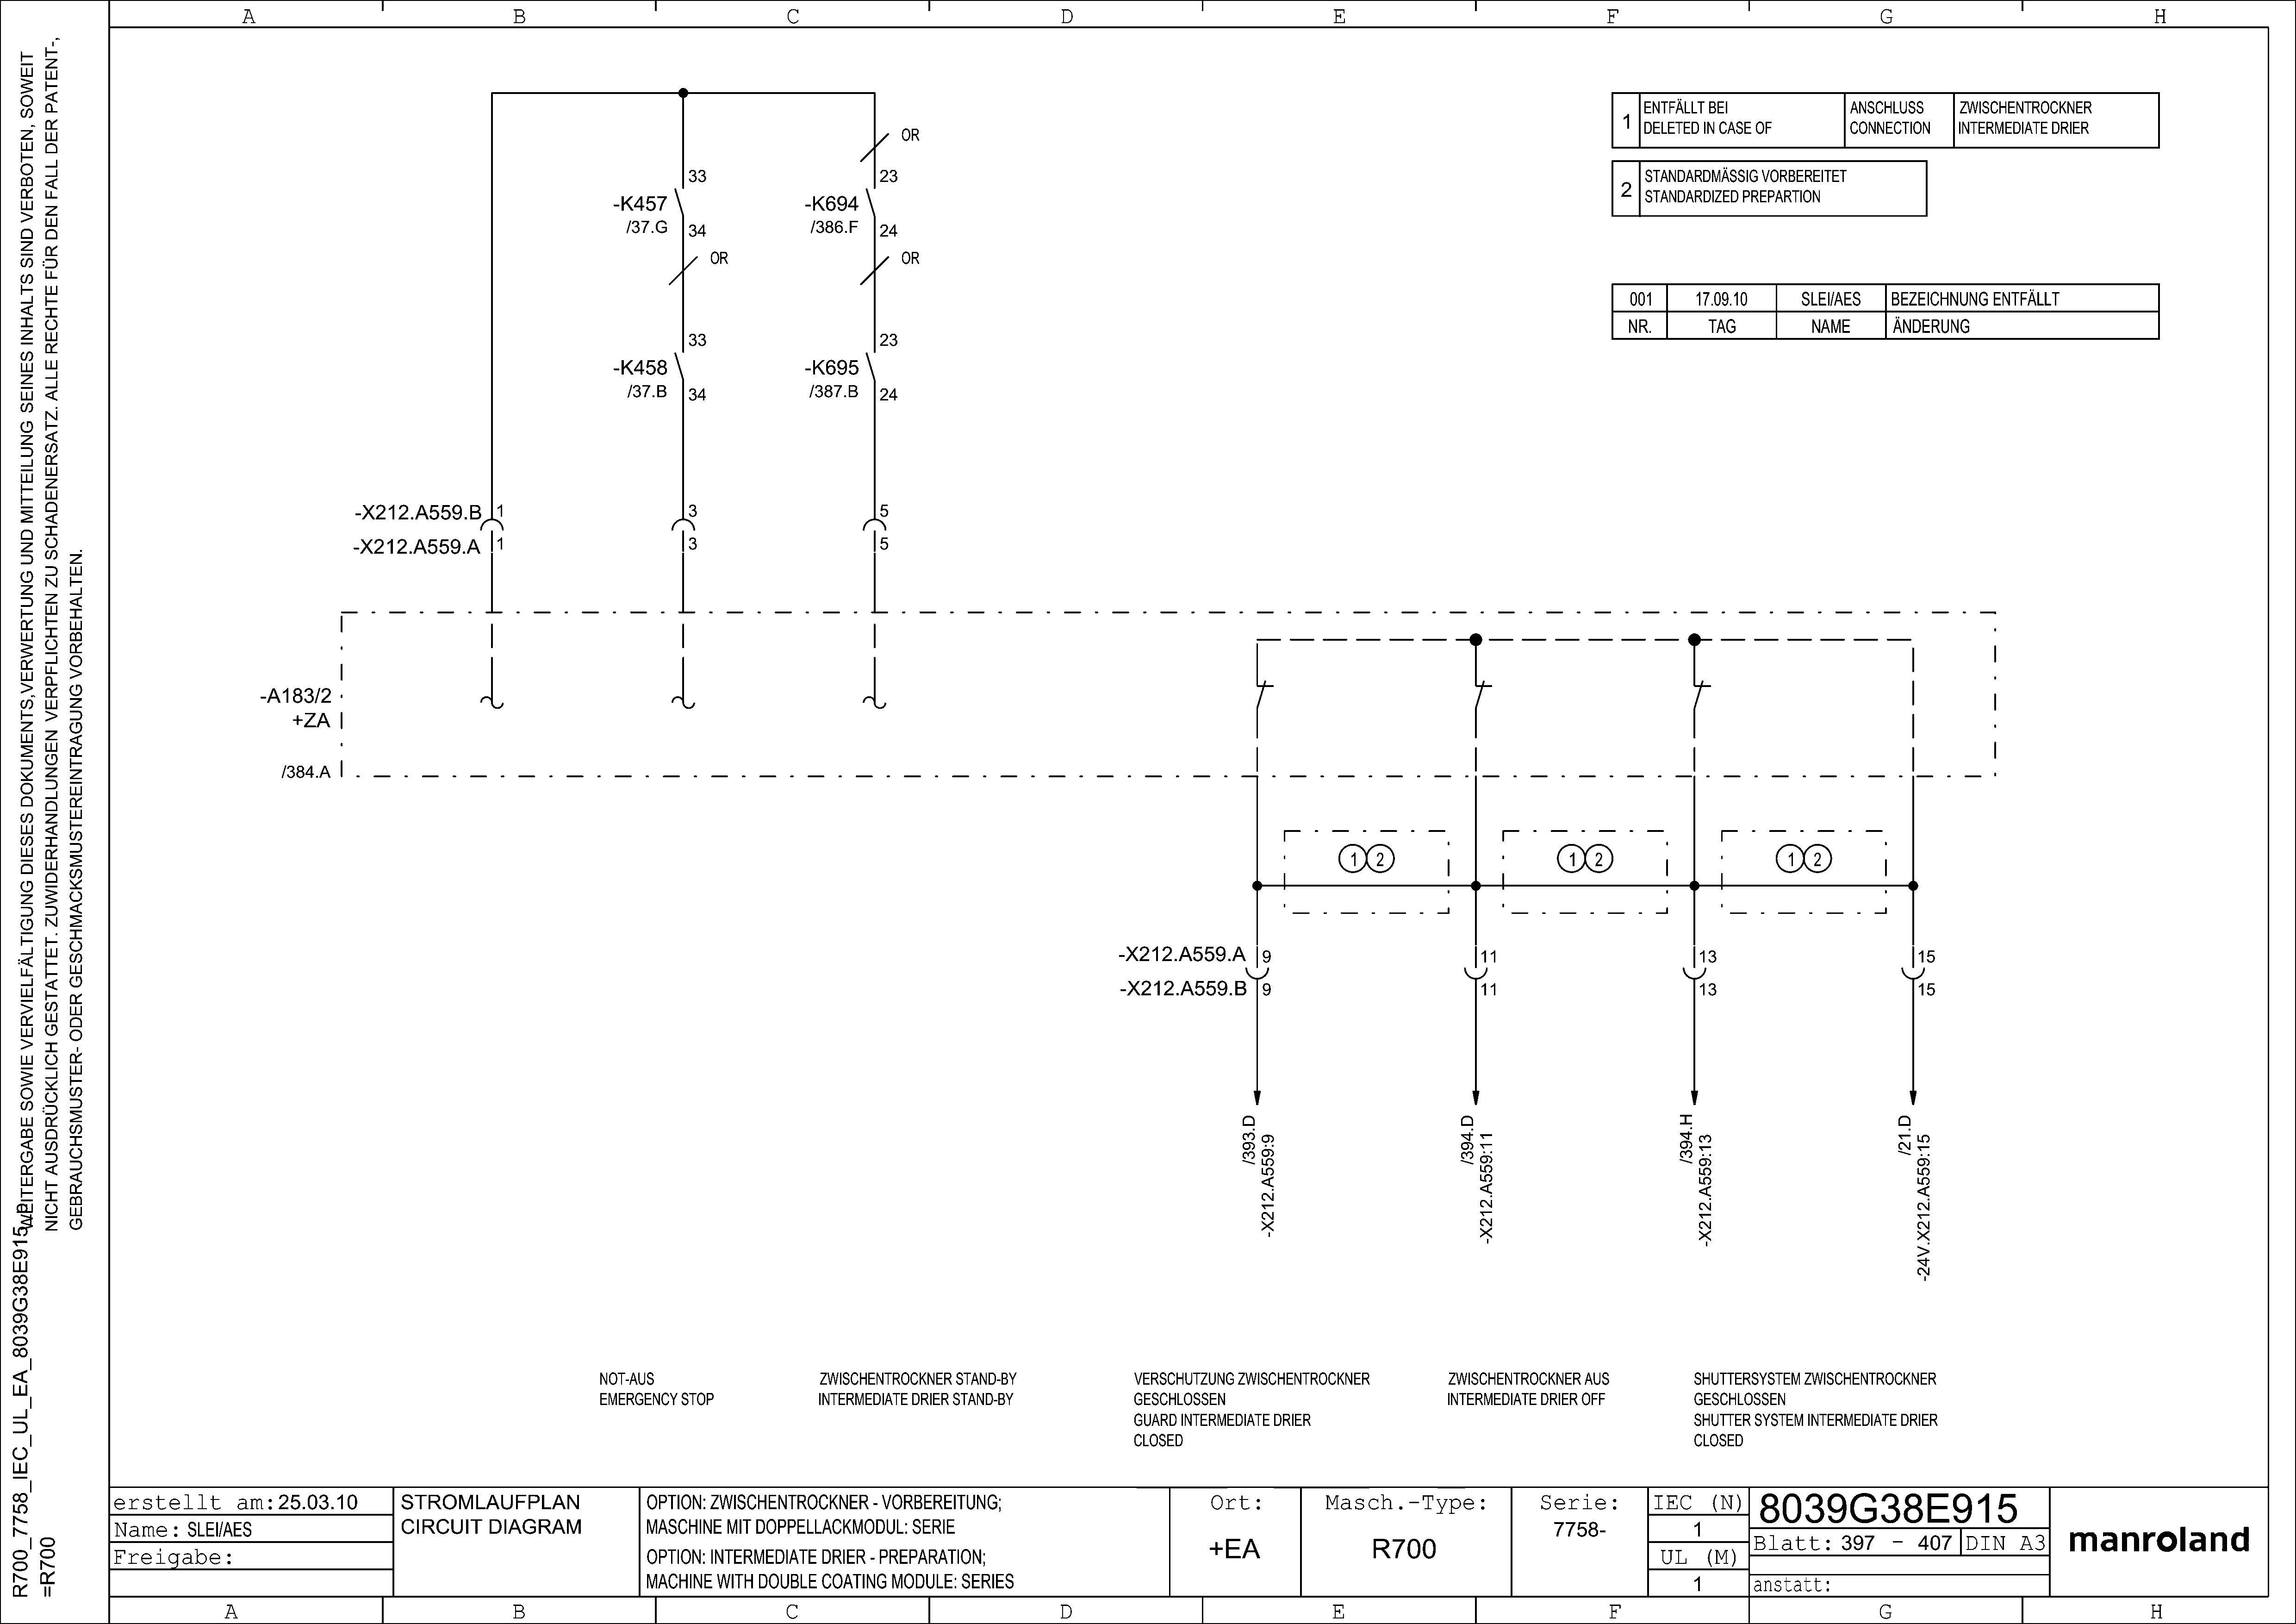 A B C D E F G H
WEITERGABE SOWIE VERVIELFÄLTIGUNG DIESES DOKUMENTS,VERWERTUNG UND MITTEILUNG SEINES INHALTS SIND VERBOTEN, SOWEIT
NICHT AUSDRÜCKLICH GESTATTET. ZUWIDERHANDLUNGEN VERPFLICHTEN ZU SCHADENERSATZ. ALLE RECHTE FÜR DEN FALL DER PATENT-,
GEBRAUCHSMUSTER- ODER GESCHMACKSMUSTEREINTRAGUNG VORBEHALTEN.
1 ENTFÄLLT BEI ANSCHLUSS ZWISCHENTROCKNER
DELETED IN CASE OF CONNECTION INTERMEDIATE DRIER
2 STANDARDMÄSSIG VORBEREITET
STANDARDIZED PREPARTION
001 17.09.10 SLEI/AES BEZEICHNUNG ENTFÄLLT
NR. TAG NAME ÄNDERUNG
OR
33 23
-K457 -K694
/37.G 34 /386.F 24
OR OR
33 23
-K458 -K695
/37.B 34 /387.B 24
-X212.A559.B 1 3 5
-X212.A559.A 1 3 5
-A183/2
+ZA
/384.A
1 2 1 2 1 2
-X212.A559.A 9 11 13 15
-X212.A559.B 9 11 13 15
/393.D
-X212.A559:9
/394.D
-X212.A559:11
/394.H
-X212.A559:13
/21.D
-24V.X212.A559:15
NOT-AUS
EMERGENCY STOP
ZWISCHENTROCKNER STAND-BY
INTERMEDIATE DRIER STAND-BY
VERSCHUTZUNG ZWISCHENTROCKNER
GESCHLOSSEN
GUARD INTERMEDIATE DRIER
CLOSED
ZWISCHENTROCKNER AUS
INTERMEDIATE DRIER OFF
SHUTTERSYSTEM ZWISCHENTROCKNER
GESCHLOSSEN
SHUTTER SYSTEM INTERMEDIATE DRIER
CLOSED
R700_7758_IEC_UL_EA_8039G38E915_p
=R700
erstellt am: 25.03.10
Name: SLEI/AES
Freigabe:
STROMLAUFPLAN
CIRCUIT DIAGRAM
OPTION: ZWISCHENTROCKNER - VORBEREITUNG;
MASCHINE MIT DOPPELLACKMODUL: SERIE
OPTION: INTERMEDIATE DRIER - PREPARATION;
MACHINE WITH DOUBLE COATING MODULE: SERIES
Ort:
+EA
Masch.-Type:
R700
Serie:
7758-
IEC (N)
1
UL (M)
1
8039G38E915
Blatt: 397 - 407 DIN A3
anstatt:
manroland
A B C D E F G H